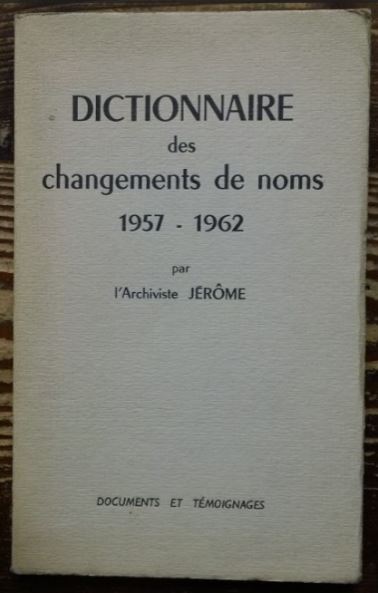 DICTIONNAIRE
des
changements de noms
1957 - 1962
par
l'Archiviste JÉRÔME
DOCUMENTS ET TÉMOIGNAGES